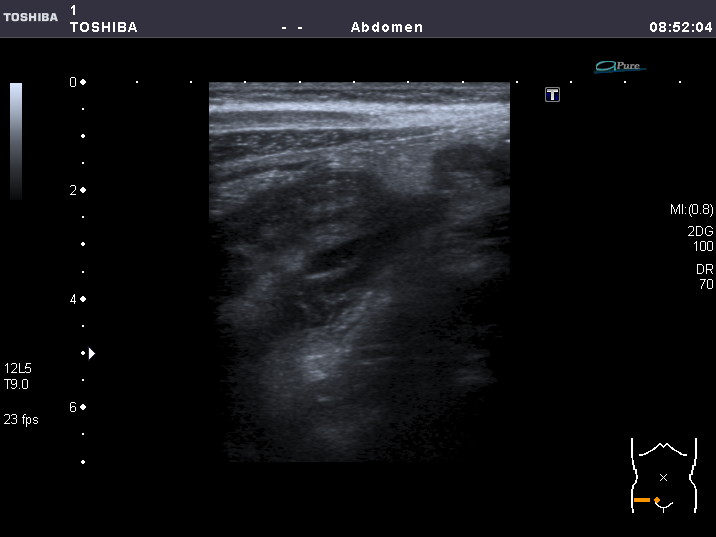 TOSHIBA
1
TOSHIBA - - Abdomen 08:52:04
aPure
T
0
2
4
6
MI:(0.8)
2DG
100
DR
70
12L5
T9.0
23 fps